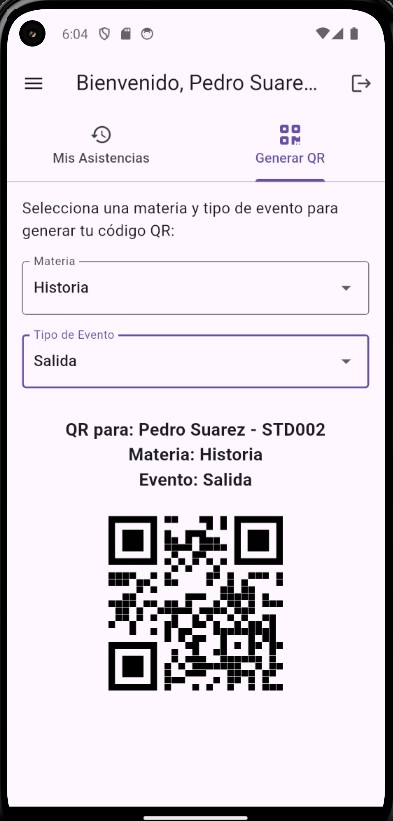 6:04
Bienvenido, Pedro Suare...
Mis Asistencias
Generar QR
Selecciona una materia y tipo de evento para
generar tu código QR:
Materia
Historia
Tipo de Evento
Salida
QR para: Pedro Suarez - STD002
Materia: Historia
Evento: Salida